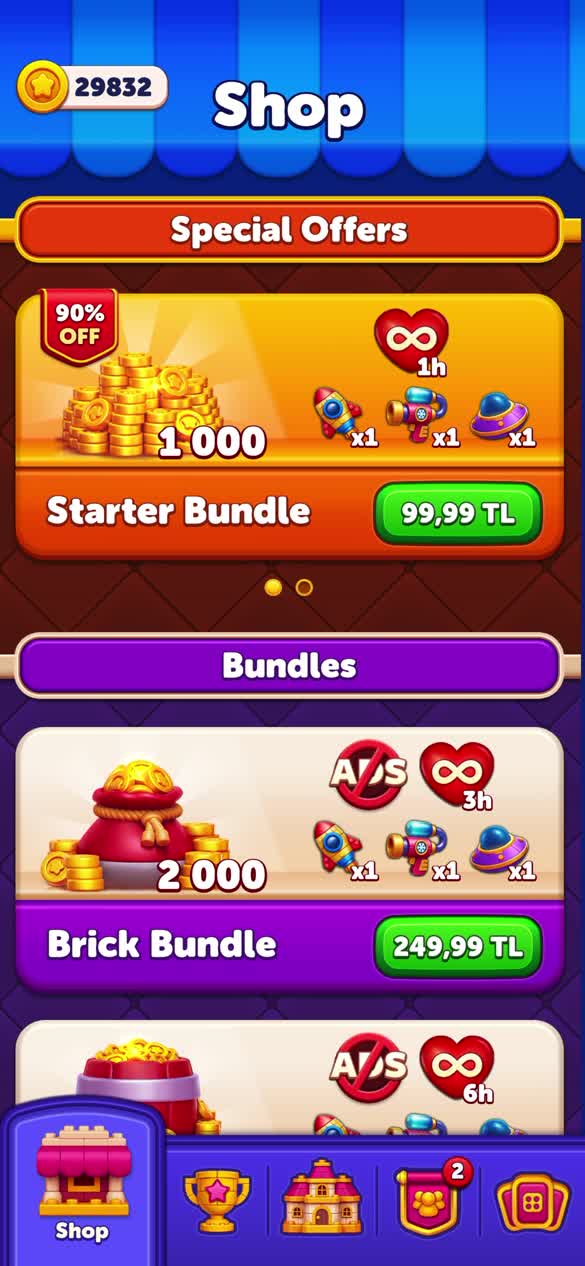 29832
Shop
Special Offers
90%
OFF
1h
1 000
x1
x1
x1
Starter Bundle
99,99 TL
Bundles
ADS
3h
2 000
x1
x1
x1
Brick Bundle
249,99 TL
ADS
6h
2
Shop